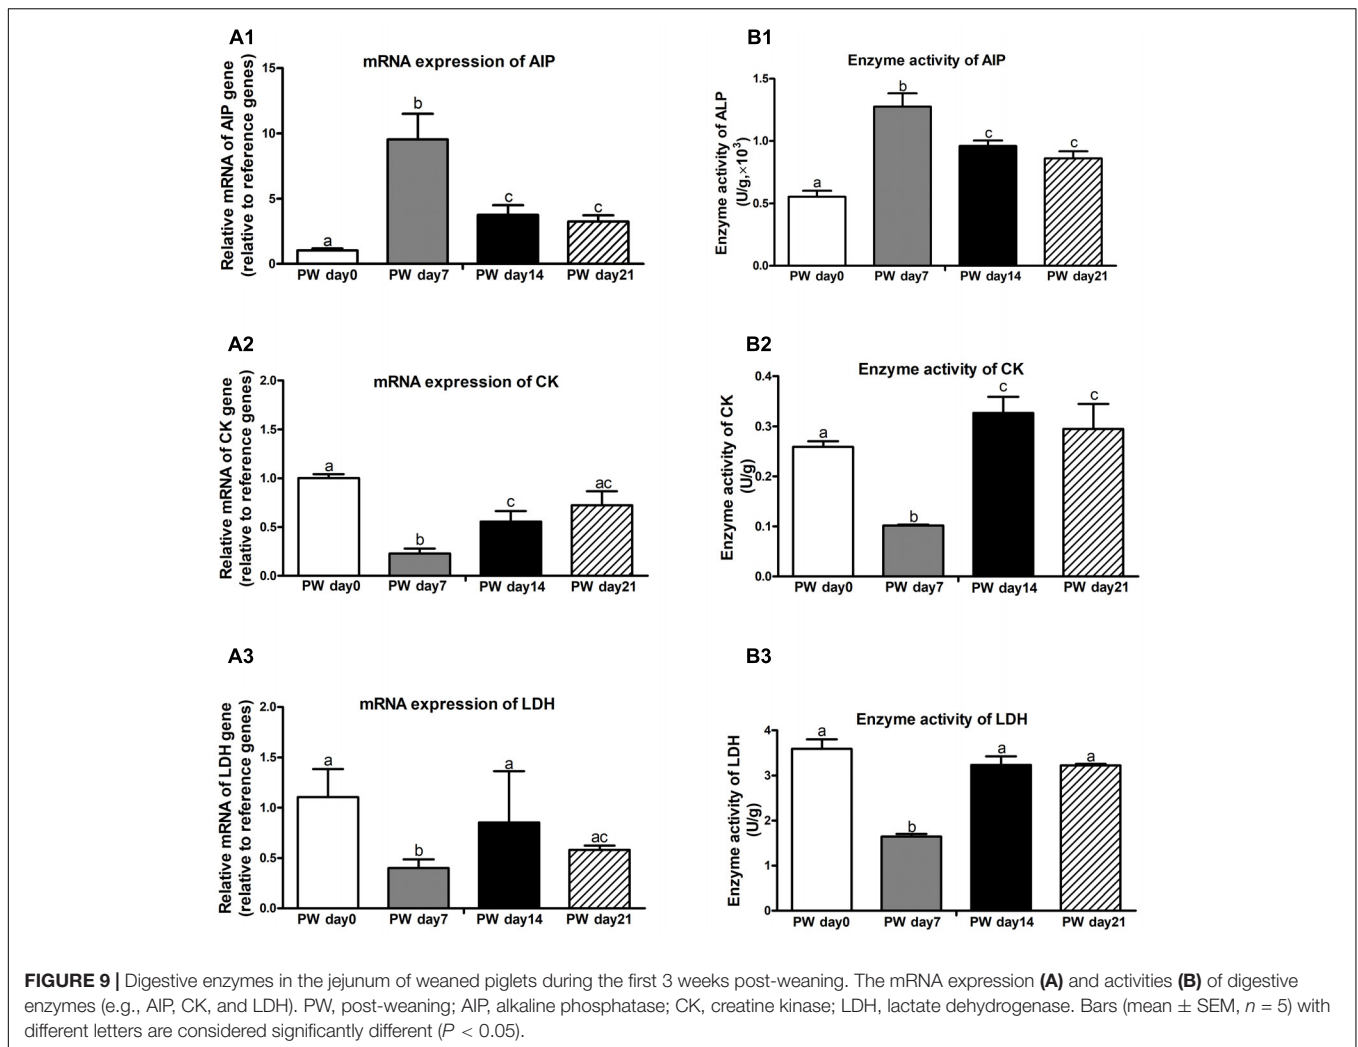 A1
mRNA expression of AIP
Relative mRNA of AIP gene
(relative to reference genes)
15
10
5
0
a
b
c
c
PW day0
PW day7
PW day14
PW day21
B1
Enzyme activity of AIP
Enzyme activity of ALP
(U/g,×10³)
1.5
1.0
0.5
0.0
a
b
c
c
PW day0
PW day7
PW day14
PW day21
A2
mRNA expression of CK
Relative mRNA of CK gene
(relative to reference genes)
2.0
1.5
1.0
0.5
0.0
a
b
c
ac
PW day0
PW day7
PW day14
PW day21
B2
Enzyme activity of CK
Enzyme activity of CK
(U/g)
0.4
0.3
0.2
0.1
0.0
a
b
c
c
PW day0
PW day7
PW day14
PW day21
A3
mRNA expression of LDH
Relative mRNA of LDH gene
(relative to reference genes)
2.0
1.5
1.0
0.5
0.0
a
b
a
ac
PW day0
PW day7
PW day14
PW day21
B3
Enzyme activity of LDH
Enzyme activity of LDH
(U/g)
4
3
2
1
0
a
b
a
a
PW day0
PW day7
PW day14
PW day21
FIGURE 9 | Digestive enzymes in the jejunum of weaned piglets during the first 3 weeks post-weaning. The mRNA expression (A) and activities (B) of digestive
enzymes (e.g., AIP, CK, and LDH). PW, post-weaning; AIP, alkaline phosphatase; CK, creatine kinase; LDH, lactate dehydrogenase. Bars (mean ± SEM, n = 5) with
different letters are considered significantly different (P < 0.05).